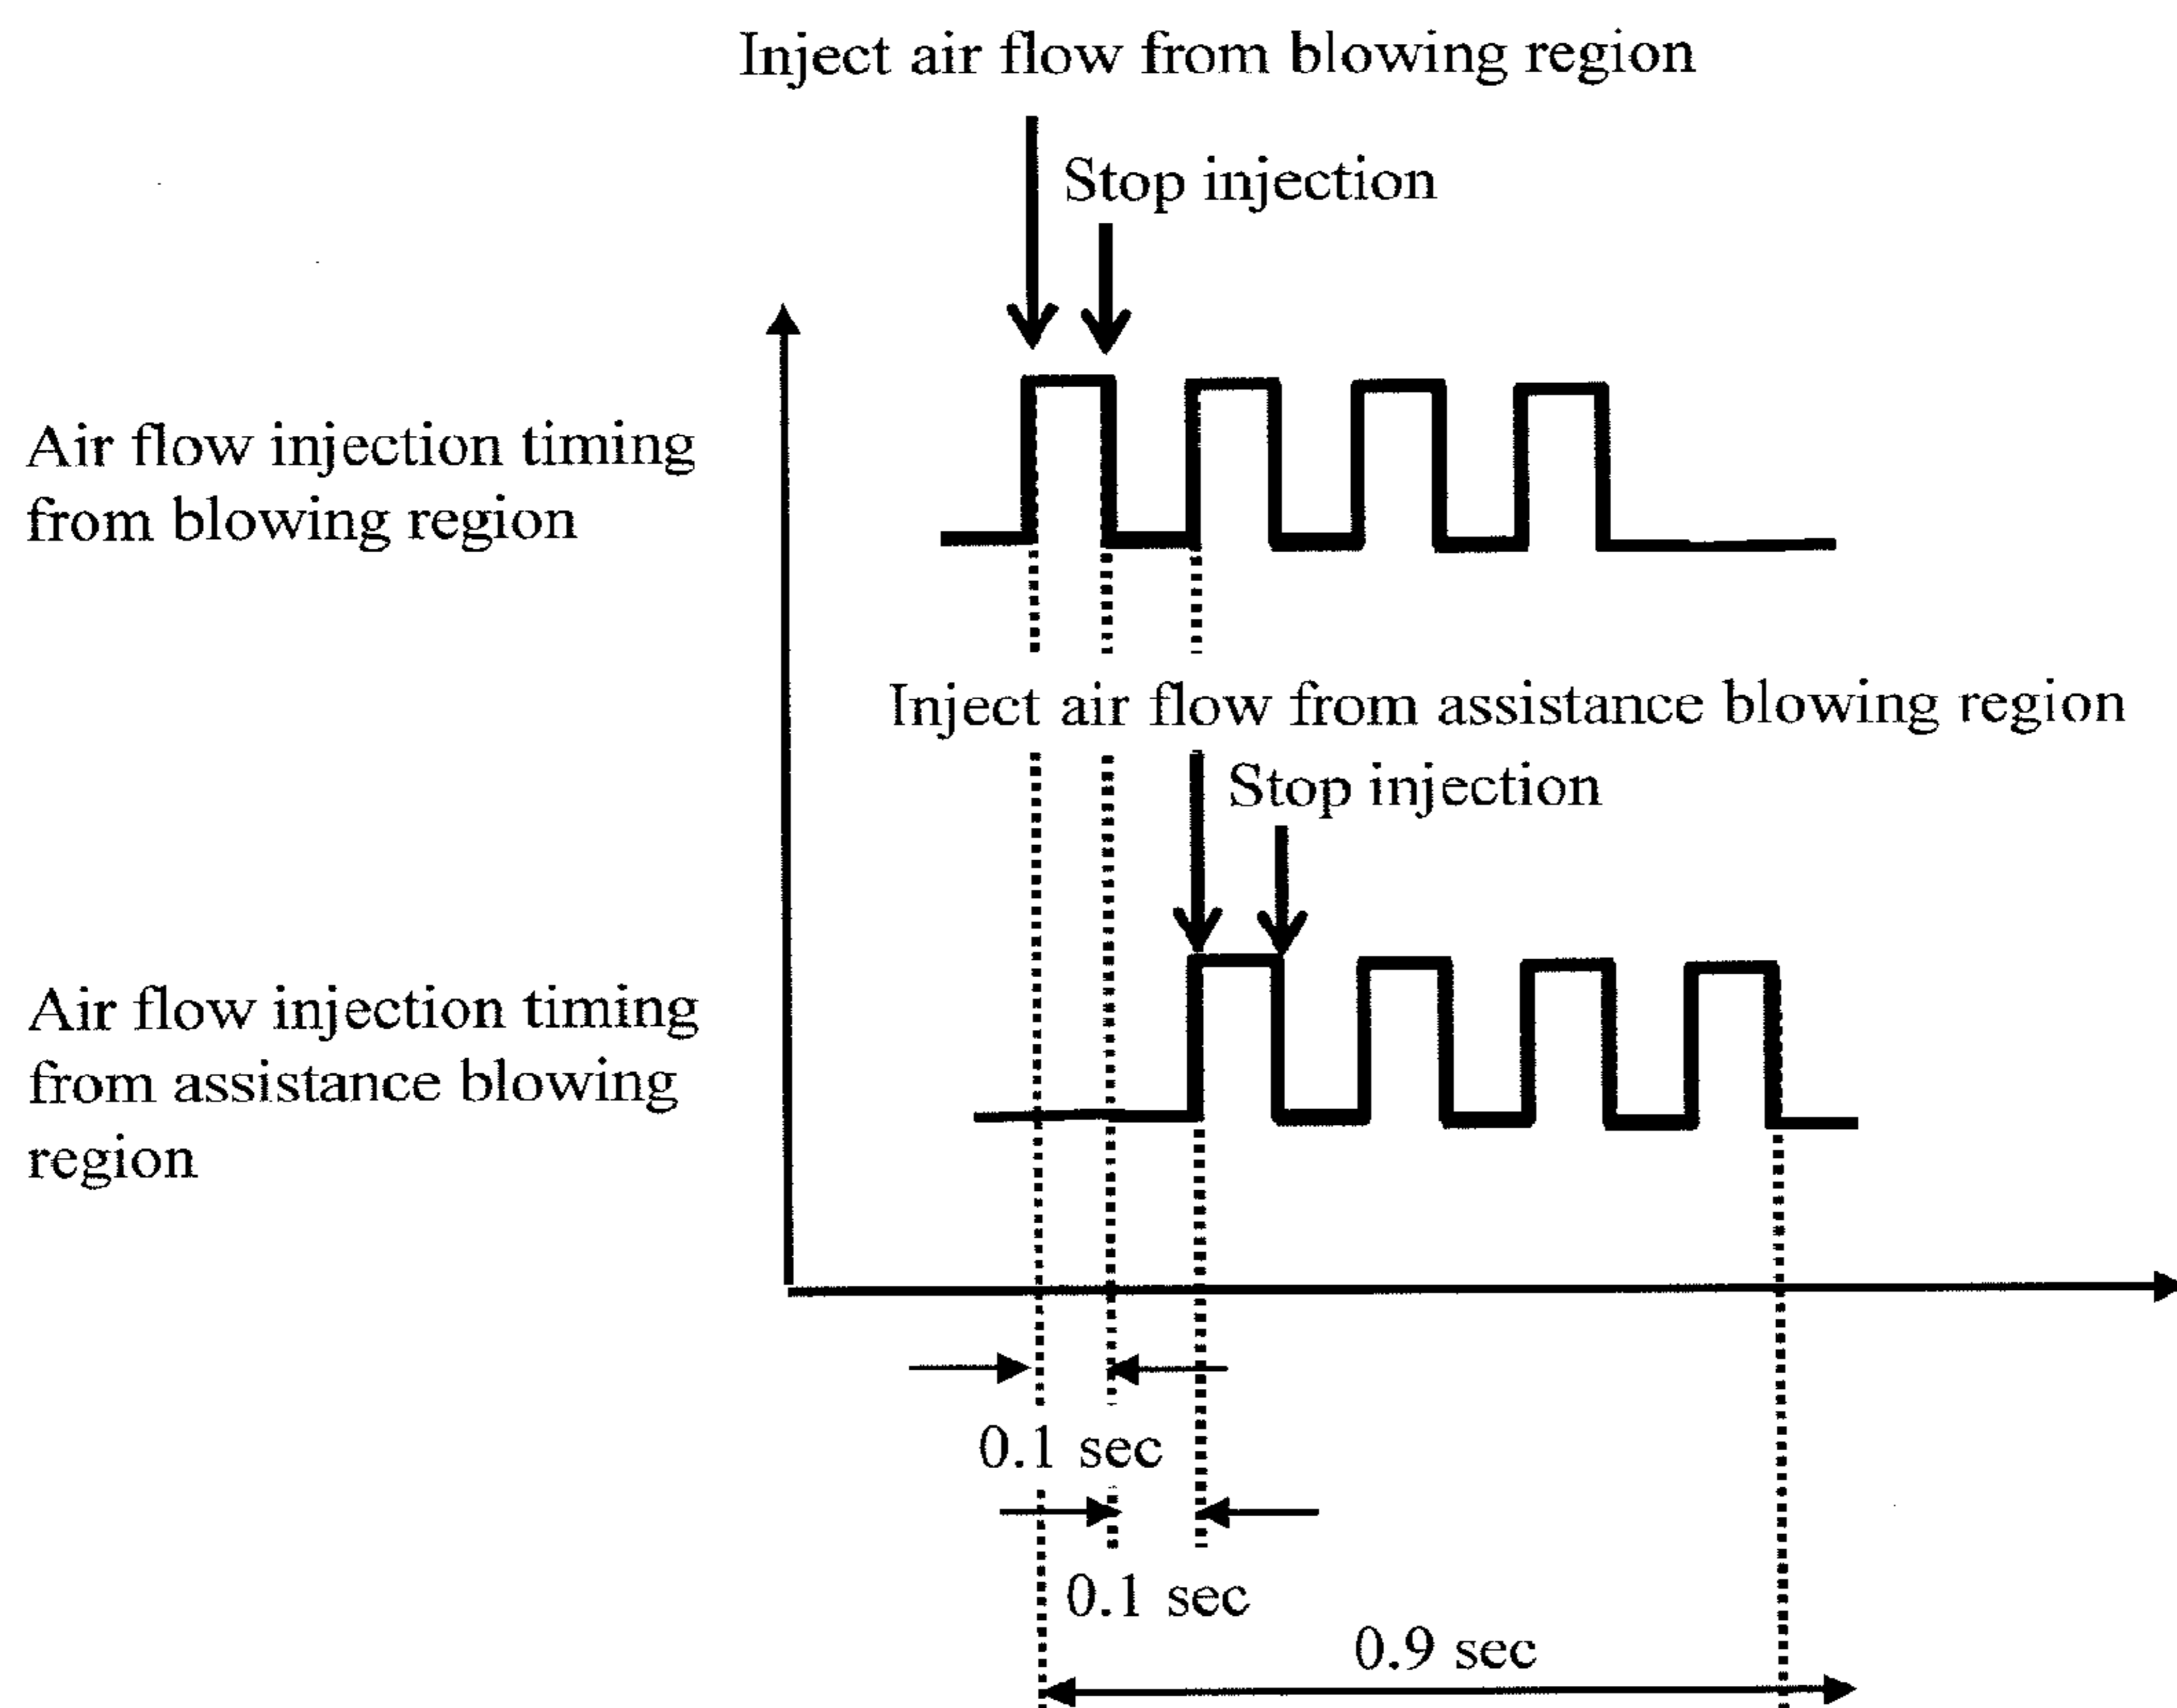 Inject air flow from blowing region
Stop injection
Air flow injection timing
from blowing region
Inject air flow from assistance blowing region
Stop injection
Air flow injection timing
from assistance blowing
region
0.1 sec
0.1 sec
0.9 sec